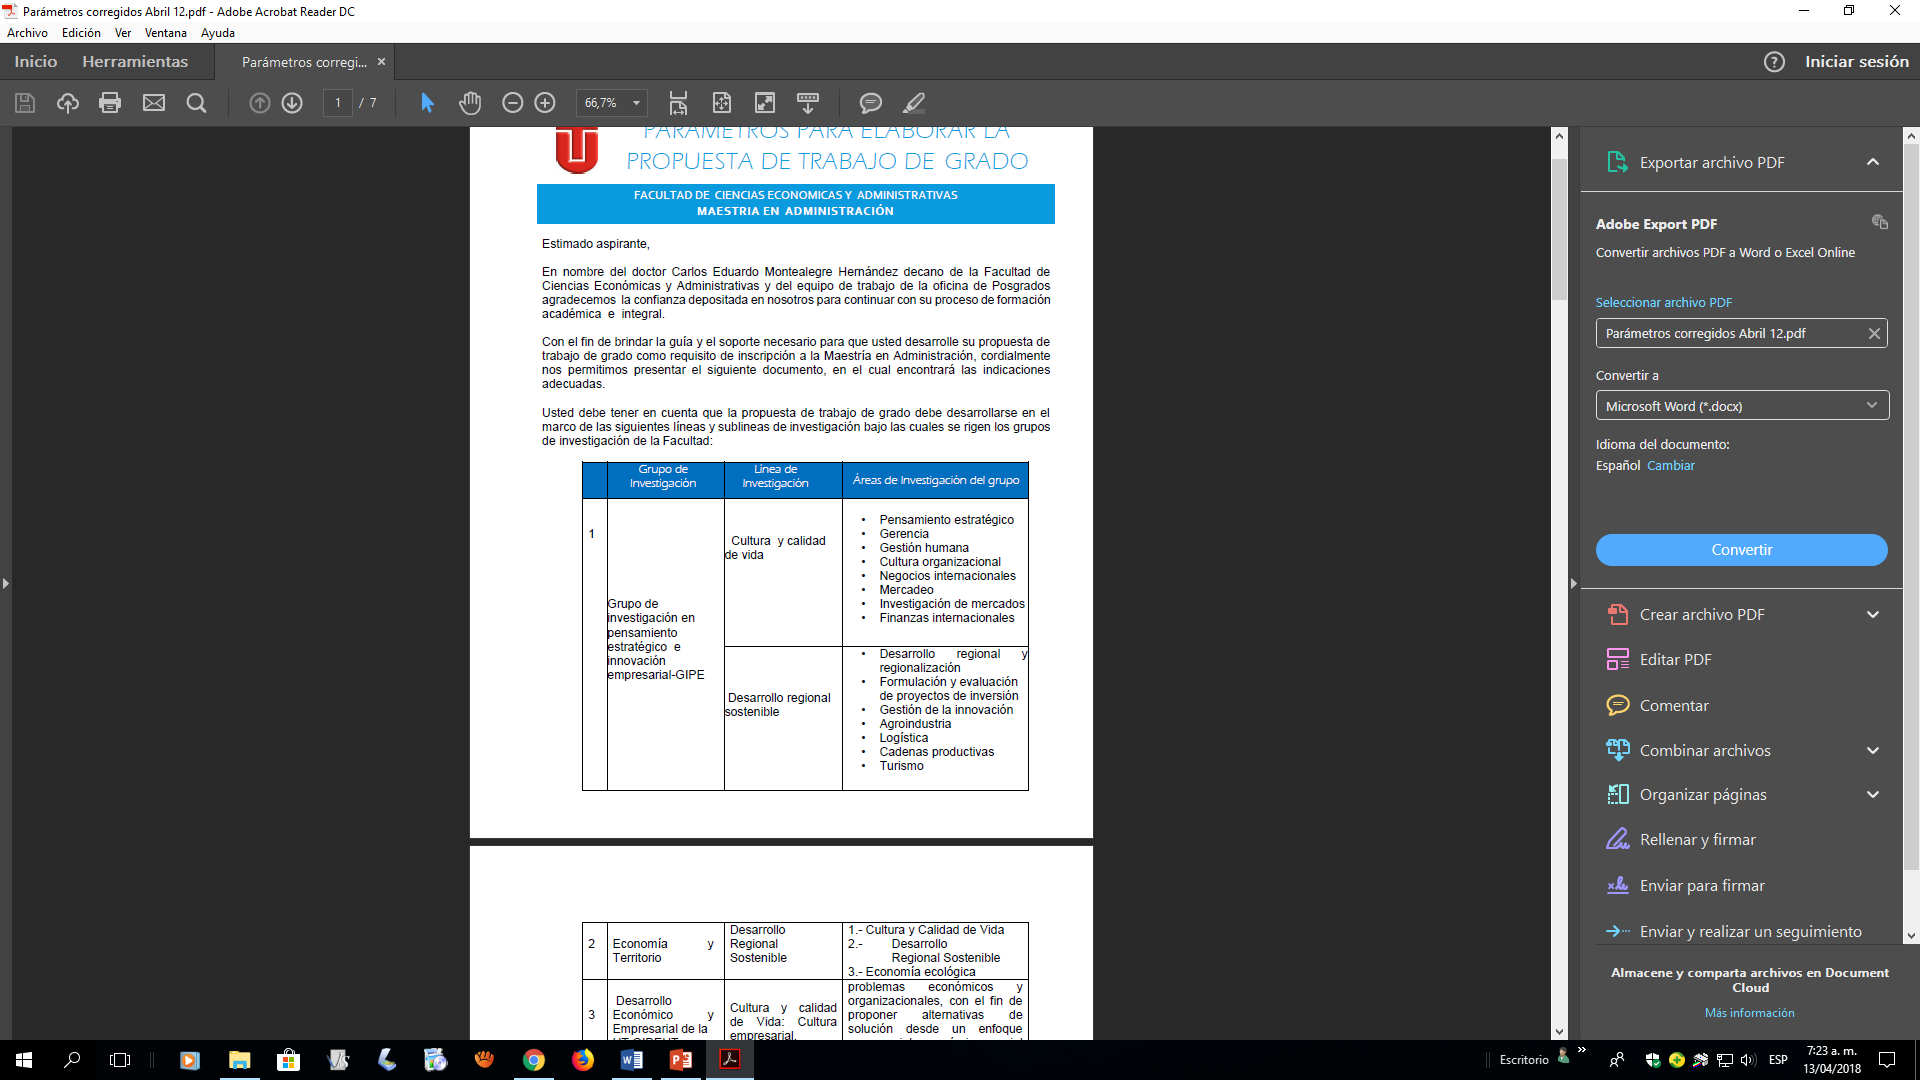 Parámetros corregidos Abril 12.pdf - Adobe Acrobat Reader DC
Archivo Edición Ver Ventana Ayuda
Inicio Herramientas Parámetros corregi... × Iniciar sesión
1 / 7 66,7%
PARÁMETROS PARA ELABORAR LA
PROPUESTA DE TRABAJO DE GRADO
FACULTAD DE CIENCIAS ECONOMICAS Y ADMINISTRATIVAS
MAESTRIA EN ADMINISTRACIÓN
Estimado aspirante,
En nombre del doctor Carlos Eduardo Montealegre Hernández decano de la Facultad de
Ciencias Económicas y Administrativas y del equipo de trabajo de la oficina de Posgrados
agradecemos la confianza depositada en nosotros para continuar con su proceso de formación
académica e integral.
Con el fin de brindar la guía y el soporte necesario para que usted desarrolle su propuesta de
trabajo de grado como requisito de inscripción a la Maestría en Administración, cordialmente
nos permitimos presentar el siguiente documento, en el cual encontrará las indicaciones
adecuadas.
Usted debe tener en cuenta que la propuesta de trabajo de grado debe desarrollarse en el
marco de las siguientes líneas y sublineas de investigación bajo las cuales se rigen los grupos
de investigación de la Facultad:
Grupo de
Investigación
Línea de
Investigación
Áreas de Investigación del grupo
1
Grupo de
investigación en
pensamiento
estratégico e
innovación
empresarial-GIPE
Cultura y calidad
de vida
• Pensamiento estratégico
• Gerencia
• Gestión humana
• Cultura organizacional
• Negocios internacionales
• Mercadeo
• Investigación de mercados
• Finanzas internacionales
Desarrollo regional
sostenible
• Desarrollo regional y
regionalización
• Formulación y evaluación
de proyectos de inversión
• Gestión de la innovación
• Agroindustria
• Logística
• Cadenas productivas
• Turismo
2
Economía y
Territorio
Desarrollo
Regional
Sostenible
1.- Cultura y Calidad de Vida
2.- Desarrollo
Regional Sostenible
3.- Economía ecológica
3
Desarrollo
Económico y
Empresarial de la
Cultura y calidad
de Vida: Cultura
empresarial.
problemas económicos y
organizacionales, con el fin de
proponer alternativas de
solución desde un enfoque
Exportar archivo PDF
Adobe Export PDF
Convertir archivos PDF a Word o Excel Online
Seleccionar archivo PDF
Parámetros corregidos Abril 12.pdf
Convertir a
Microsoft Word (*.docx)
Idioma del documento:
Español Cambiar
Convertir
Crear archivo PDF
Editar PDF
Comentar
Combinar archivos
Organizar páginas
Rellenar y firmar
Enviar para firmar
Enviar y realizar un seguimiento
Almacene y comparta archivos en Document
Cloud
Más información
Escritorio » ESP
7:23 a. m.
13/04/2018